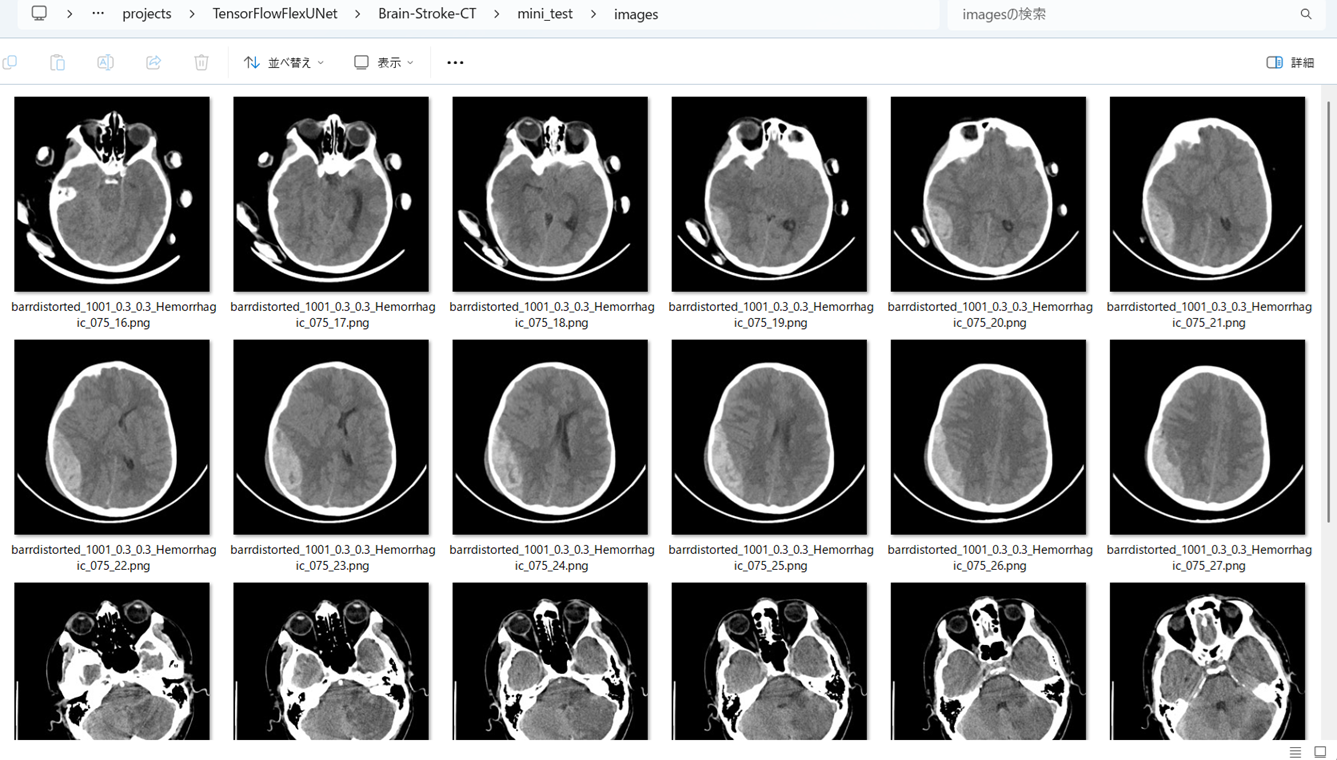 projects > TensorFlowFlexUNet > Brain-Stroke-CT > mini_test > images
imagesの検索
並べ替え
表示
詳細
barrdistorted_1001_0.3_0.3_Hemorrhag
ic_075_16.png
barrdistorted_1001_0.3_0.3_Hemorrhag
ic_075_17.png
barrdistorted_1001_0.3_0.3_Hemorrhag
ic_075_18.png
barrdistorted_1001_0.3_0.3_Hemorrhag
ic_075_19.png
barrdistorted_1001_0.3_0.3_Hemorrhag
ic_075_20.png
barrdistorted_1001_0.3_0.3_Hemorrhag
ic_075_21.png
barrdistorted_1001_0.3_0.3_Hemorrhag
ic_075_22.png
barrdistorted_1001_0.3_0.3_Hemorrhag
ic_075_23.png
barrdistorted_1001_0.3_0.3_Hemorrhag
ic_075_24.png
barrdistorted_1001_0.3_0.3_Hemorrhag
ic_075_25.png
barrdistorted_1001_0.3_0.3_Hemorrhag
ic_075_26.png
barrdistorted_1001_0.3_0.3_Hemorrhag
ic_075_27.png